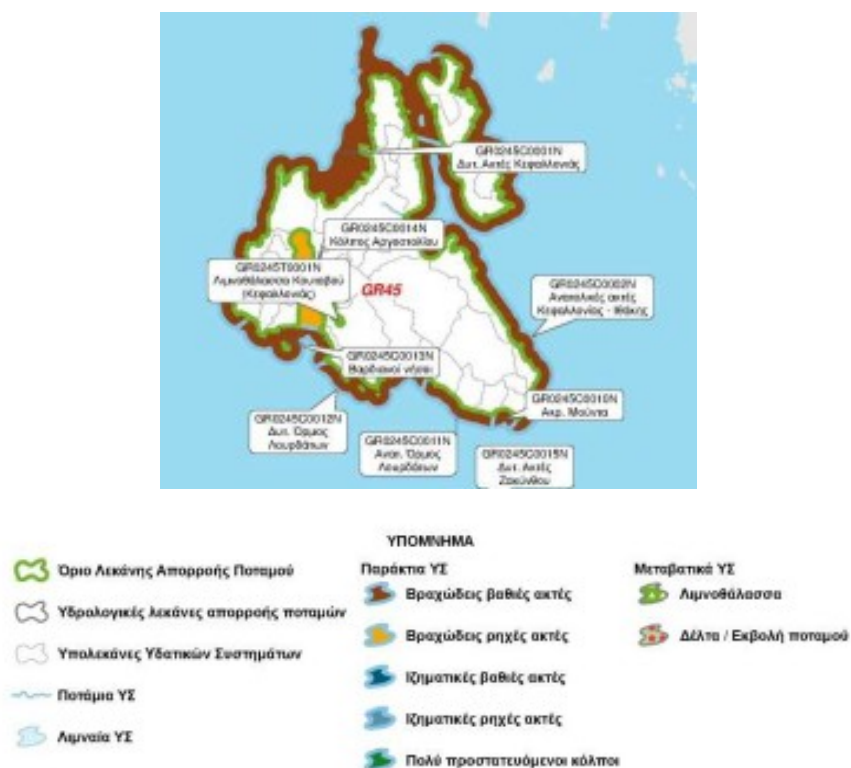 GR0245C0001N
Δυτ. Ακτές Κεφαλλονιάς
GR0245C0014N
Κόλπος Αργοστολίου
GR0245T0001N
Λιμνοθάλασσα Κουταβού
(Κεφαλλονιάς)
GR45
GR0245C0002N
Ανατολικές ακτές
Κεφαλλονίας - Ιθάκης
GR0245C0013N
Βαρδιανοί νήσοι
GR0245C0010N
Ακρ. Μούντα
GR0245C0012N
Δυτ. Όρμος
Λουρδάτων
GR0245C0011N
Ανατ. Όρμος
Λουρδάτων
GR0245C0015N
Δυτ. Ακτές
Ζακύνθου
ΥΠΟΜΝΗΜΑ
Όριο Λεκάνης Απορροής Ποταμού
Υδρολογικές λεκάνες απορροής ποταμών
Υπολεκάνες Υδατικών Συστημάτων
Ποτάμια ΥΣ
Λιμναία ΥΣ
Παράκτια ΥΣ
Βραχώδεις βαθιές ακτές
Βραχώδεις ρηχές ακτές
Ιζηματικές βαθιές ακτές
Ιζηματικές ρηχές ακτές
Πολύ προστατευόμενοι κόλποι
Μεταβατικά ΥΣ
Λιμνοθάλασσα
Δέλτα / Εκβολή ποταμού